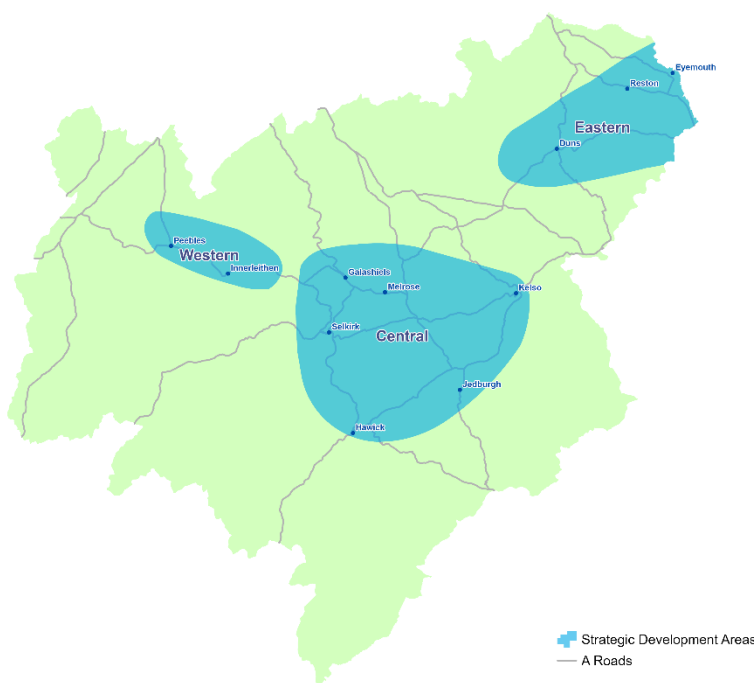 Eyemouth
Reston
Eastern
Duns
Peebles
Western
Innerleithen
Galashiels
Melrose
Kelso
Selkirk
Central
Jedburgh
Hawick
Strategic Development Areas
A Roads